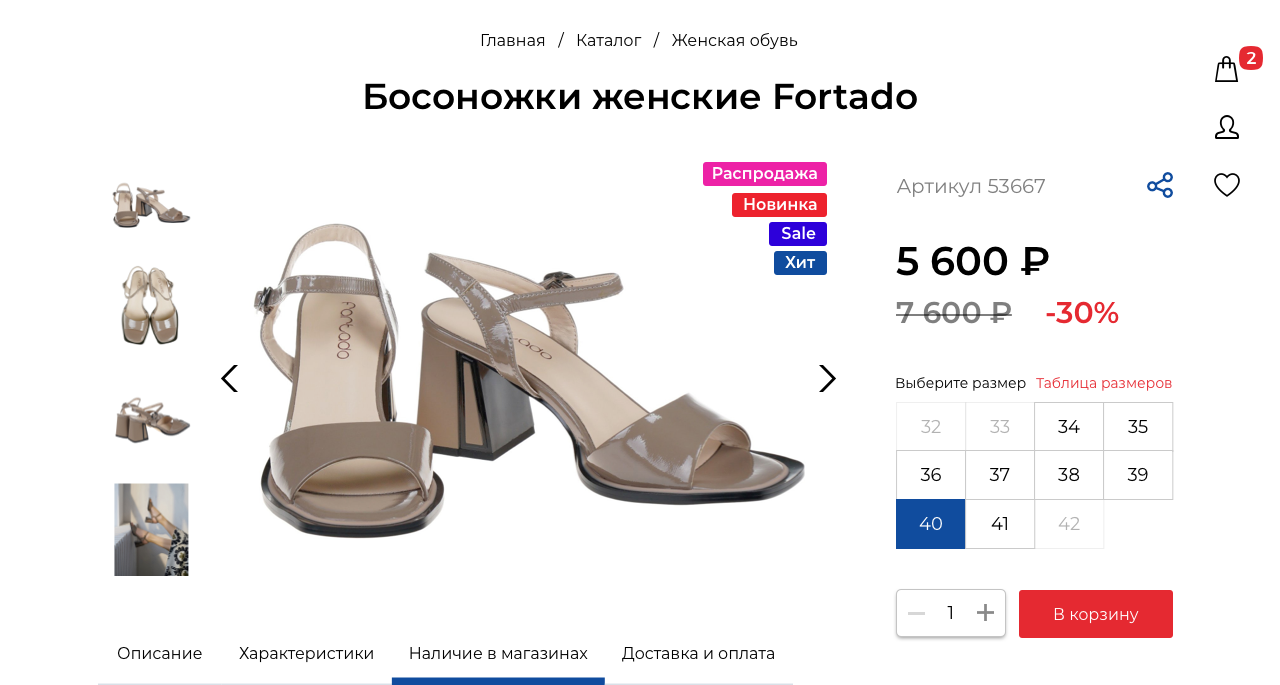 Главная / Каталог / Женская обувь
2
Босоножки женские Fortado
Распродажа
Новинка
Sale
Хит
Fortado
Артикул 53667
5 600 ₽
7 600 ₽ -30%
Выберите размер Таблица размеров
32 33 34 35
36 37 38 39
40 41 42
1
В корзину
Описание Характеристики Наличие в магазинах Доставка и оплата